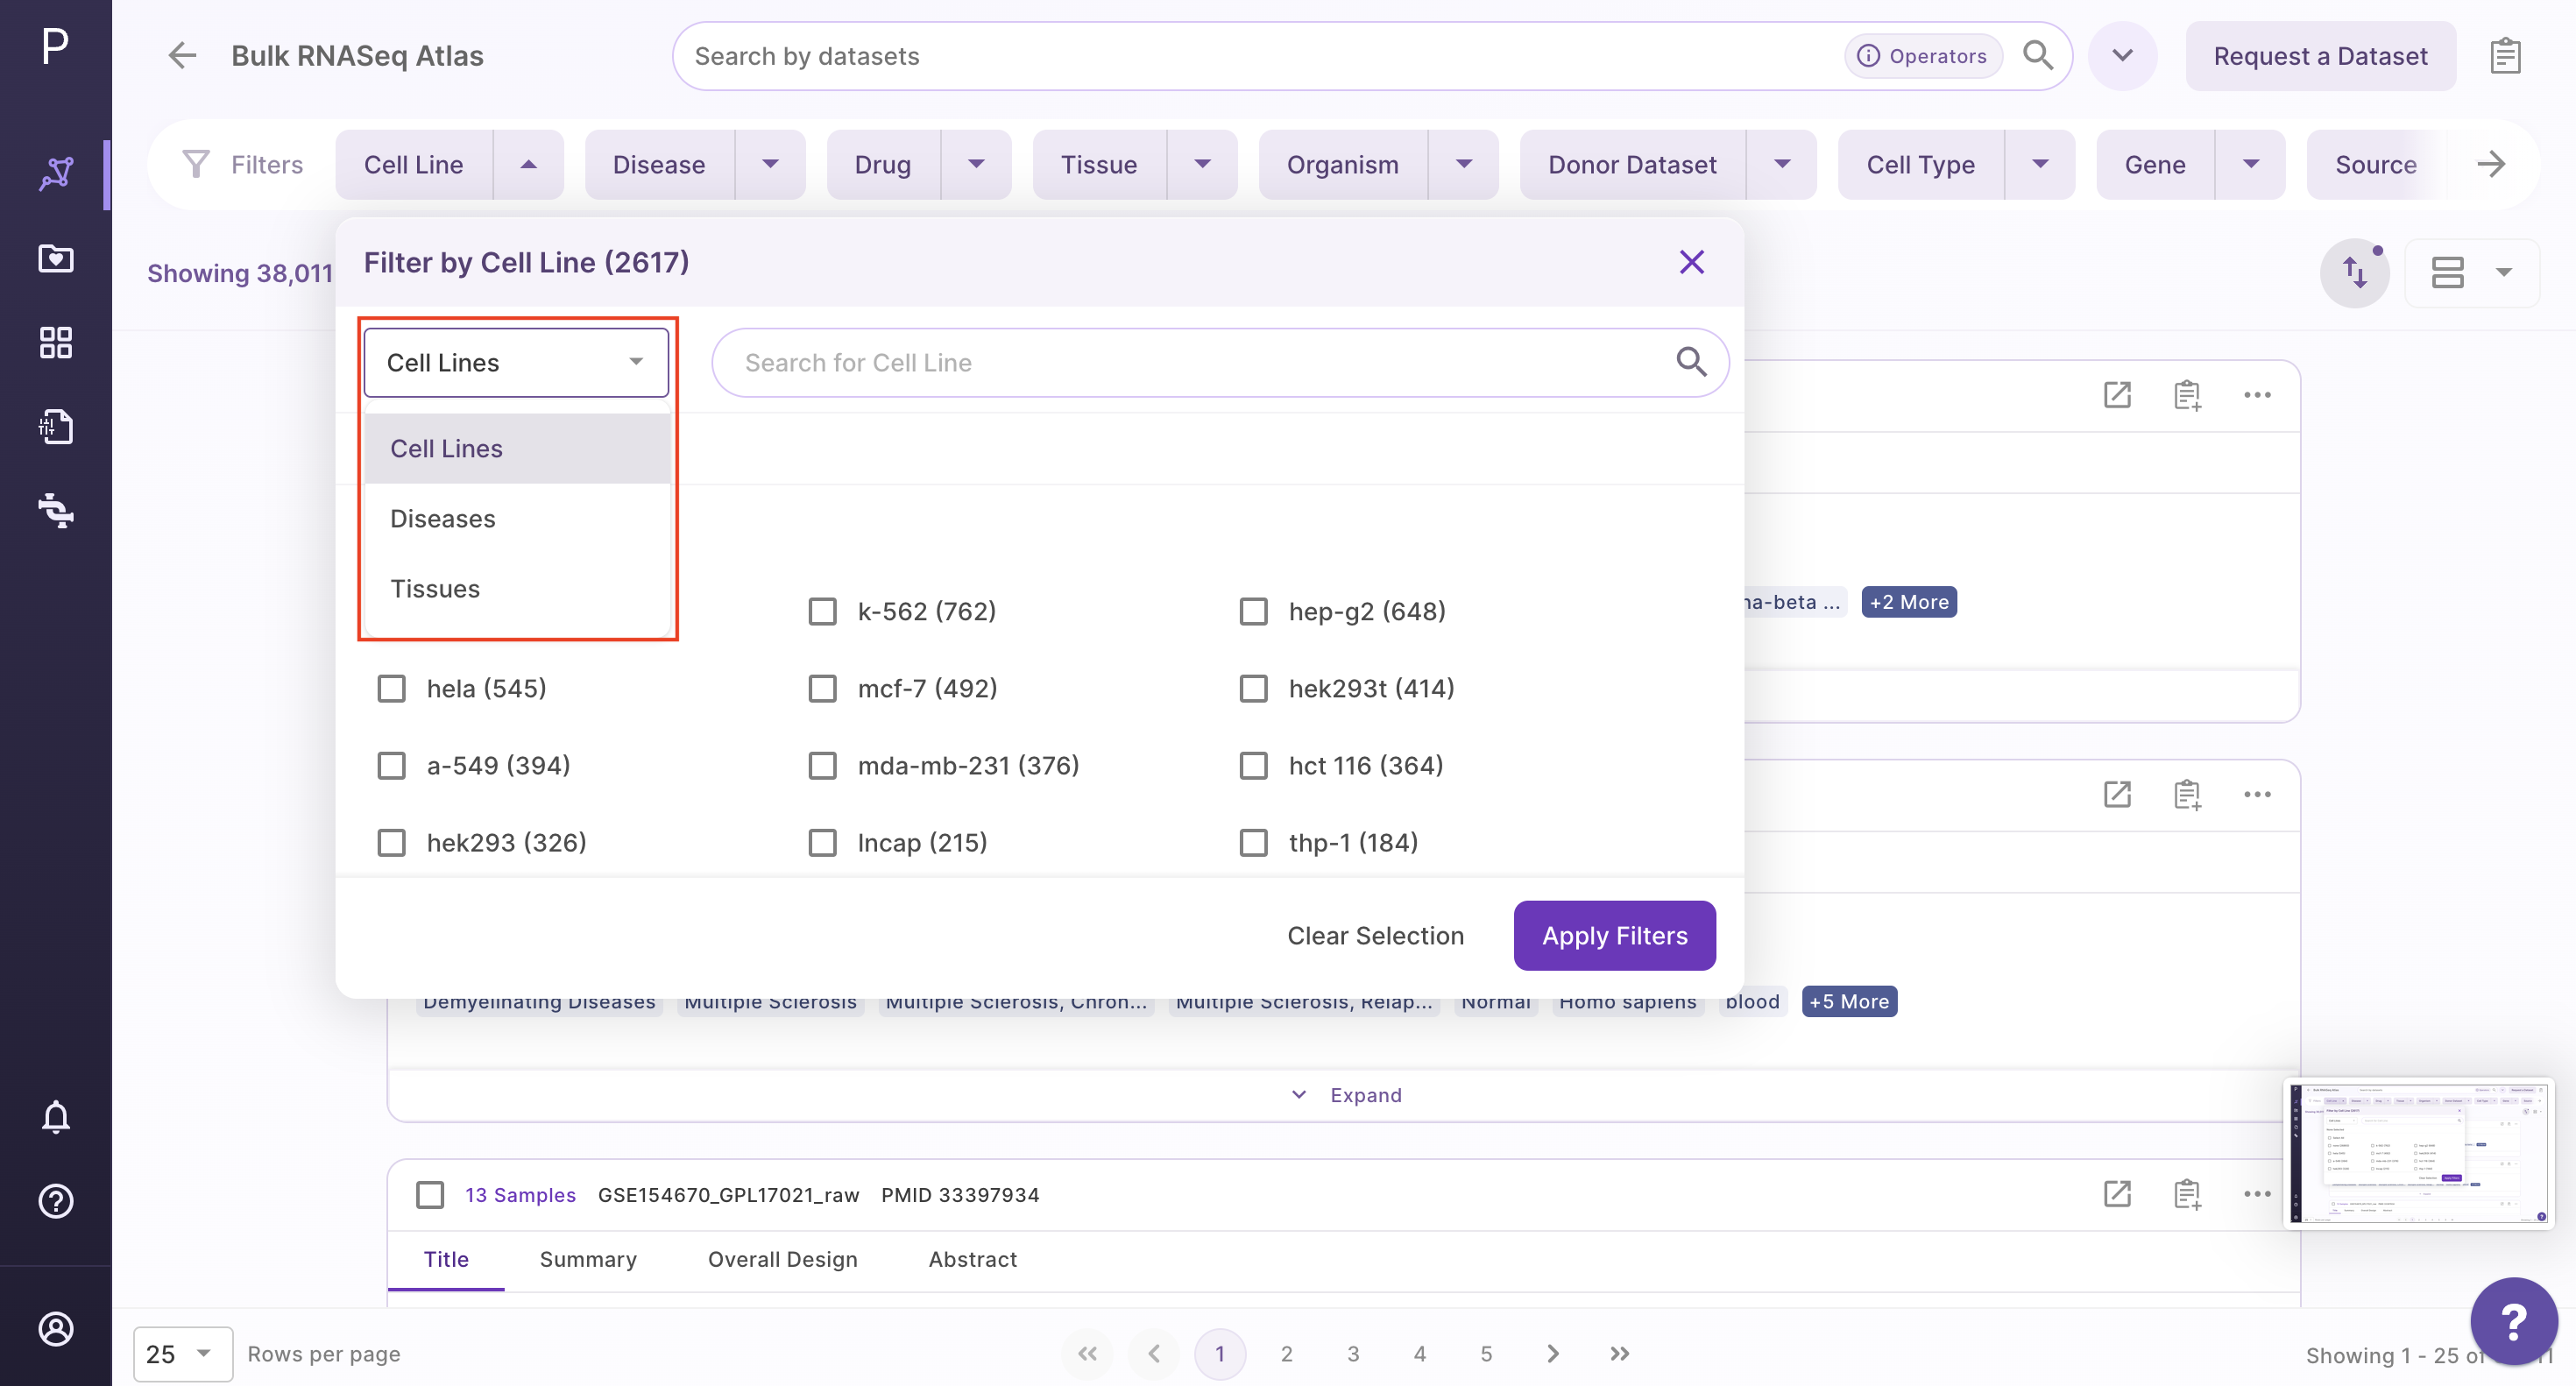 P
Bulk RNASeq Atlas
Search by datasets
Operators
Request a Dataset
Filters
Cell Line
Disease
Drug
Tissue
Organism
Donor Dataset
Cell Type
Gene
Source
Showing 38,011
Filter by Cell Line (2617)
Cell Lines
Search for Cell Line
Cell Lines
Diseases
Tissues
k-562 (762)
hep-g2 (648)
hela (545)
mcf-7 (492)
hek293t (414)
a-549 (394)
mda-mb-231 (376)
hct 116 (364)
hek293 (326)
lncap (215)
thp-1 (184)
Clear Selection
Apply Filters
na-beta ...
+2 More
Demyelinating Diseases
Multiple Sclerosis
Multiple Sclerosis, Chron...
Multiple Sclerosis, Relap...
Normal
Homo sapiens
blood
+5 More
Expand
13 Samples
GSE154670_GPL17021_raw
PMID 33397934
Title
Summary
Overall Design
Abstract
25
Rows per page
1
2
3
4
5
Showing 1 - 25 of
?